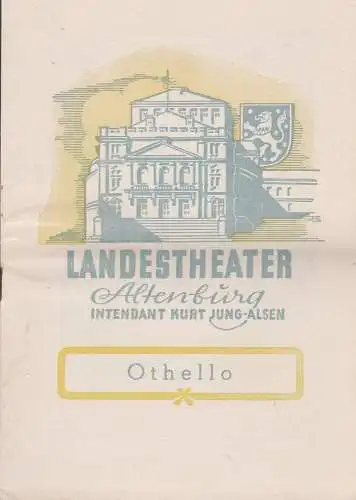 LANDESTHEATER
Altenburg
INTENDANT KURT JUNG-ALSEN
Othello